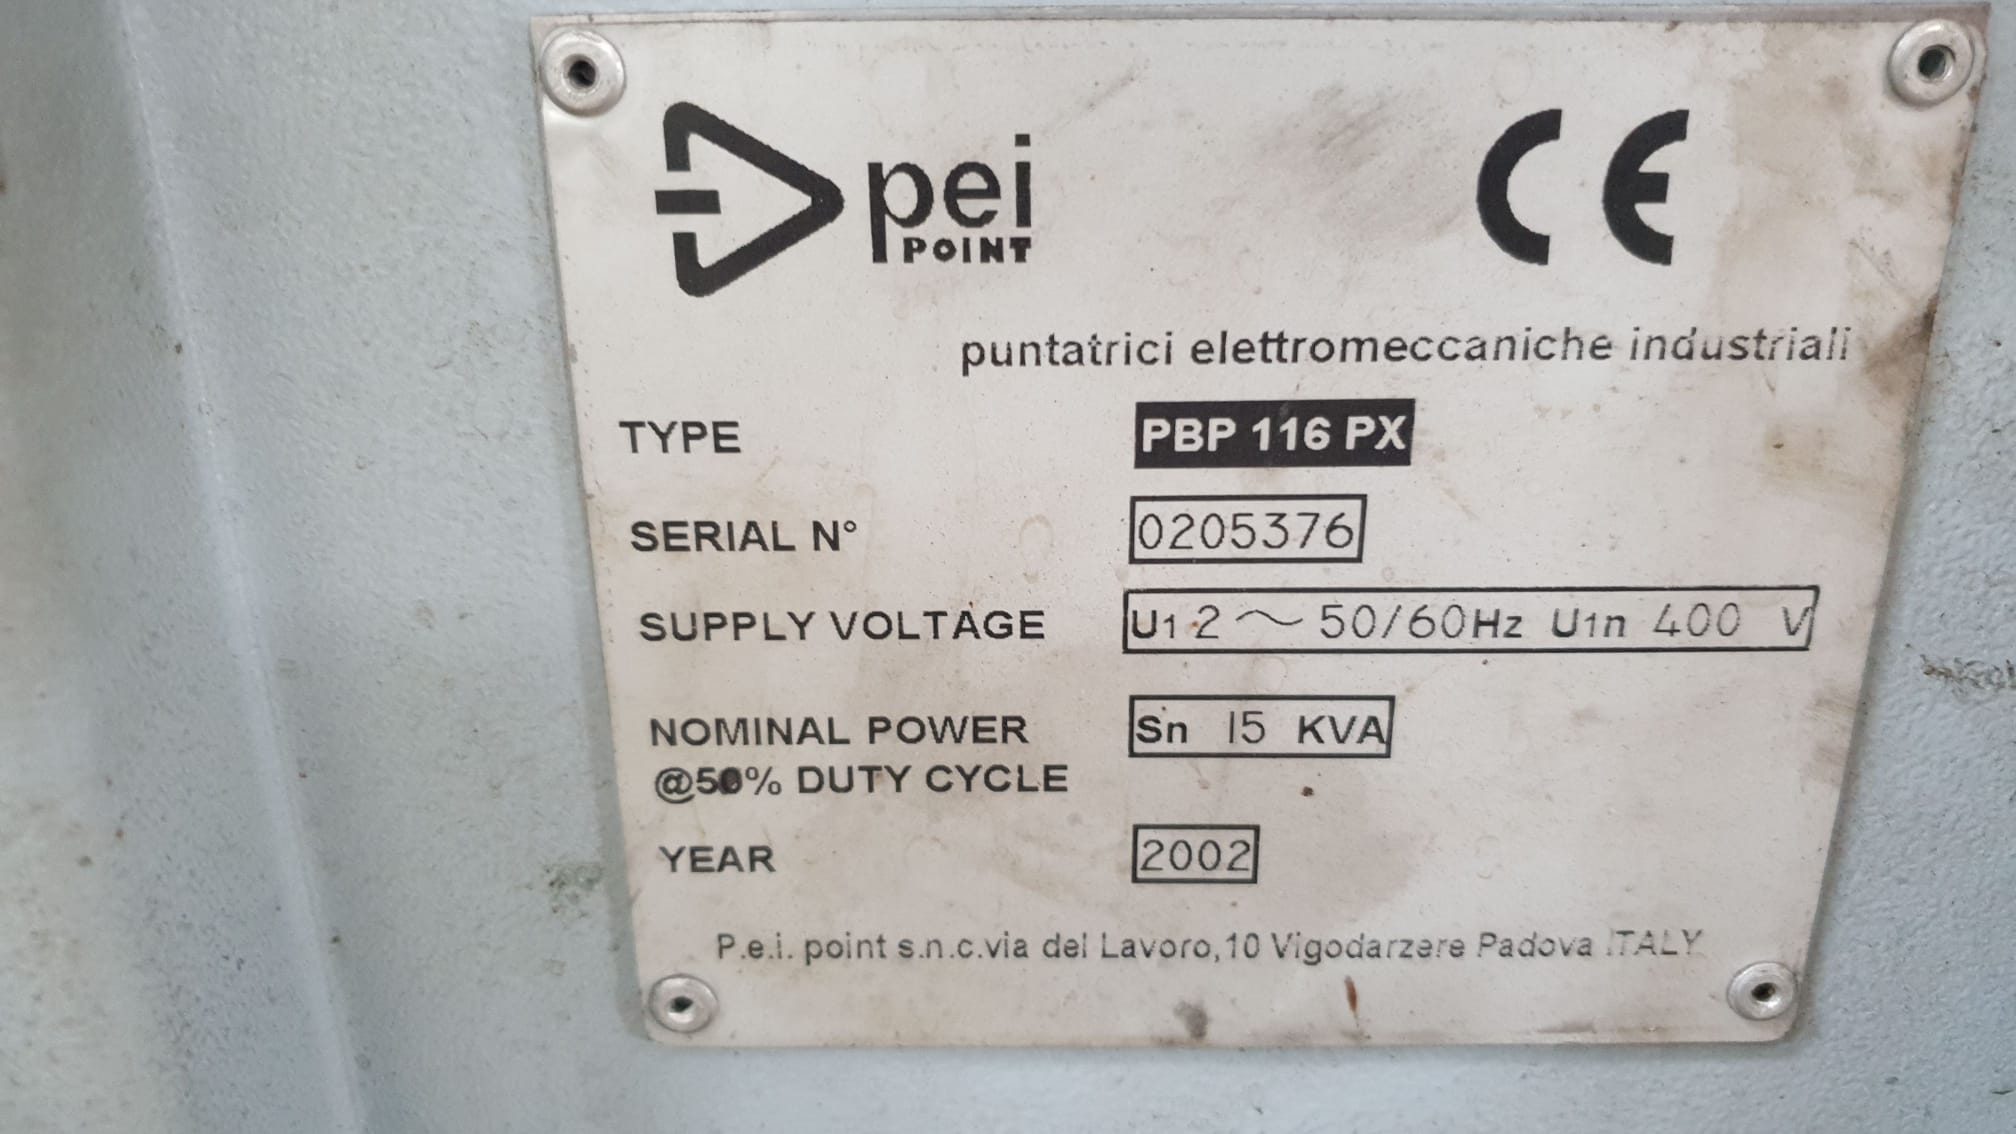 pei
POINT
CE
puntatrici elettromeccaniche industriali
TYPE PBP 116 PX
SERIAL N° 0205376
SUPPLY VOLTAGE U1 2 ~ 50/60Hz U1n 400 V
NOMINAL POWER Sn 15 KVA
@50% DUTY CYCLE
YEAR 2002
P.e.i. point s.n.c.via del Lavoro,10 Vigodarzere Padova ITALY